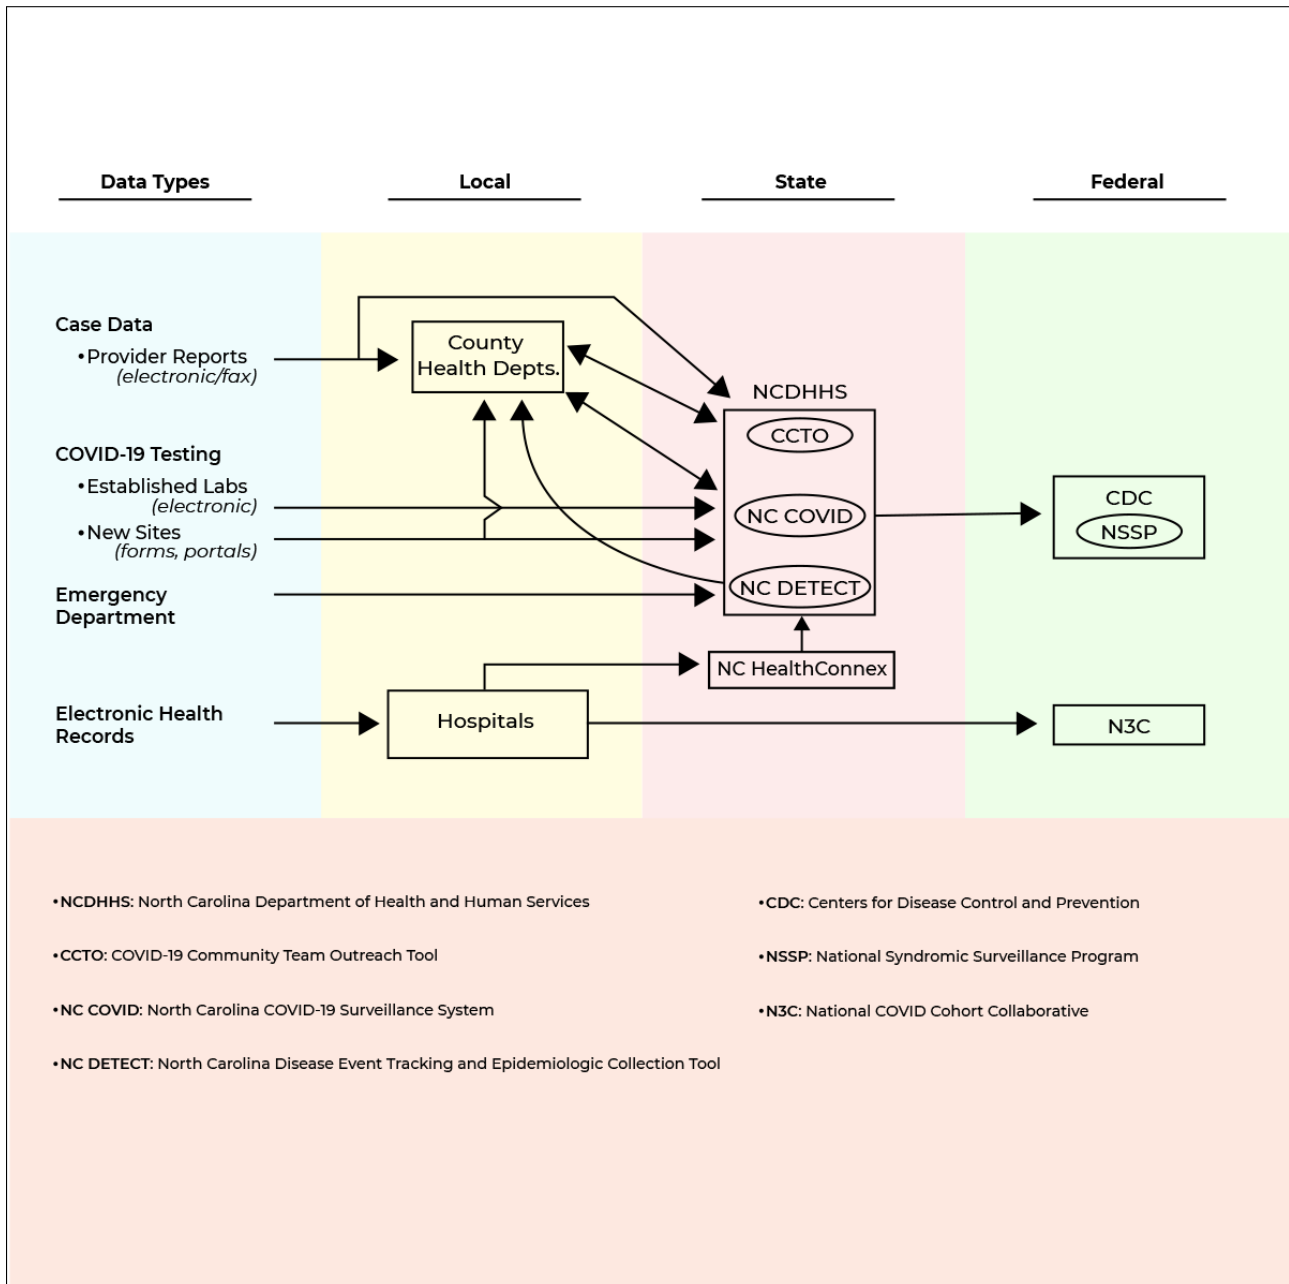 Data Types
Local
State
Federal
Case Data
•Provider Reports
(electronic/fax)
COVID-19 Testing
•Established Labs
(electronic)
•New Sites
(forms, portals)
Emergency
Department
Electronic Health
Records
County
Health Depts.
Hospitals
NCDHHS
CCTO
NC COVID
NC DETECT
NC HealthConnex
CDC
NSSP
N3C
•NCDHHS: North Carolina Department of Health and Human Services
•CCTO: COVID-19 Community Team Outreach Tool
•NC COVID: North Carolina COVID-19 Surveillance System
•NC DETECT: North Carolina Disease Event Tracking and Epidemiologic Collection Tool
•CDC: Centers for Disease Control and Prevention
•NSSP: National Syndromic Surveillance Program
•N3C: National COVID Cohort Collaborative